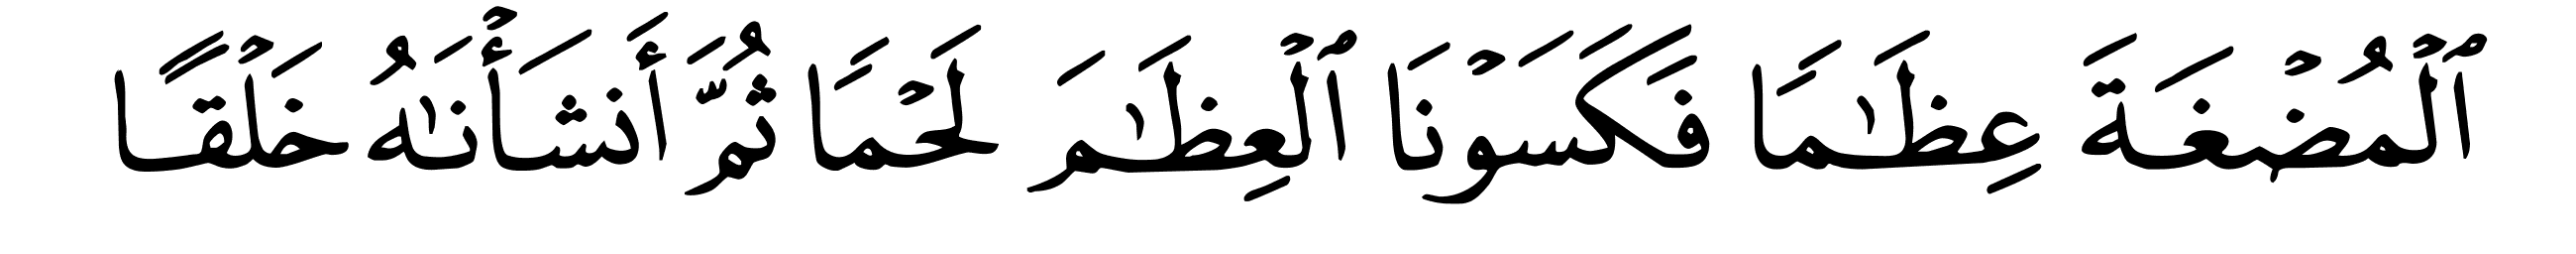 ٱلْمُضْغَةَ عِظَـٰمًا فَكَسَوْنَا ٱلْعِظَـٰمَ لَحْمًا ثُمَّ أَنشَأْنَـٰهُ خَلْقًا